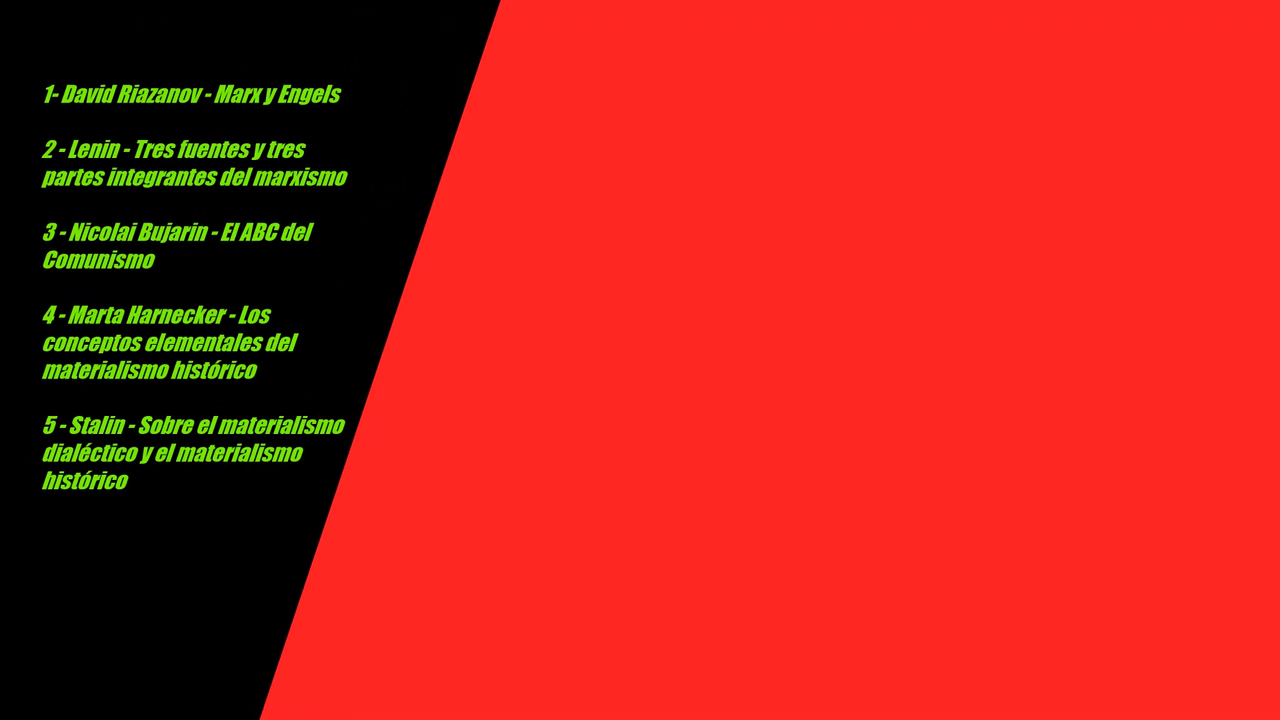 1- David Riazanov - Marx y Engels
2 - Lenin - Tres fuentes y tres
partes integrantes del marxismo
3 - Nicolai Bujarin - El ABC del
Comunismo
4 - Marta Harnecker - Los
conceptos elementales del
materialismo histórico
5 - Stalin - Sobre el materialismo
dialéctico y el materialismo
histórico